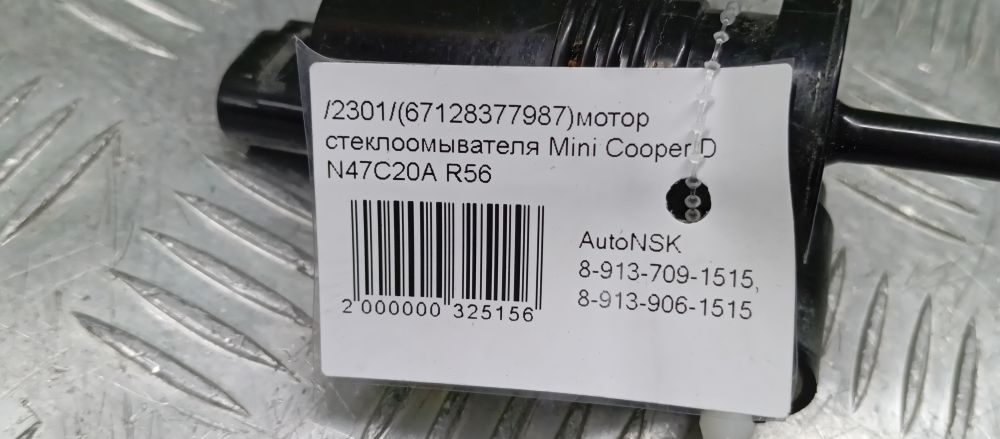 /2301/(67128377987)мотор
стеклоомывателя Mini Cooper D
N47C20A R56
AutoNSK
8-913-709-1515,
8-913-906-1515
2 000000 325156